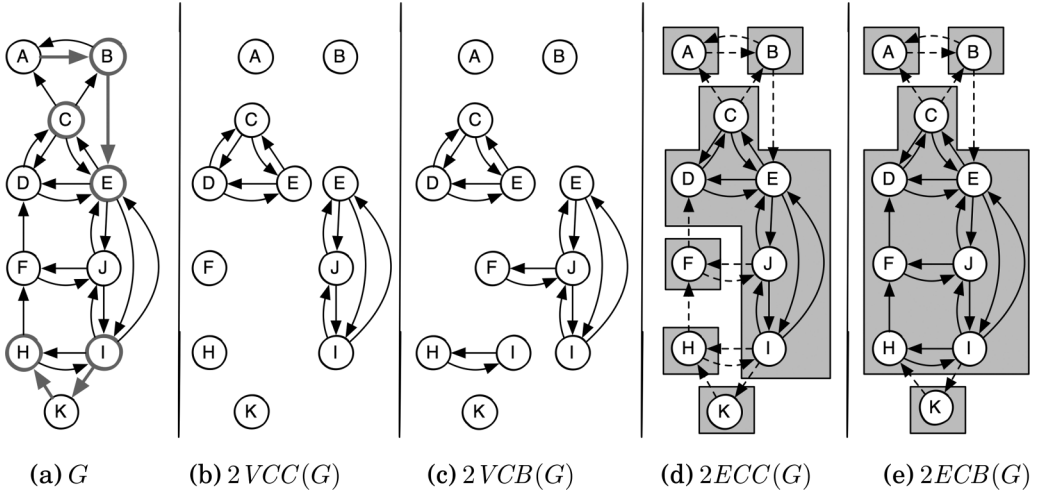 A B
C
D E
F J
H I
K
(a) G
A B
C
D E E
F J
H I
K
(b) 2VCC(G)
A B
C
D E E
F J
H I I
K
(c) 2VCB(G)
A B
C
D E
F J
H I
K
(d) 2ECC(G)
A B
C
D E
F J
H I
K
(e) 2ECB(G)